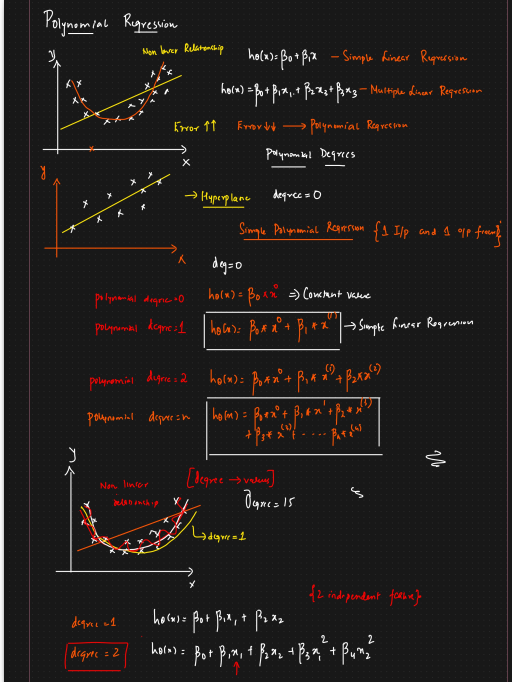 Polynomial Regression
y
Non linear Relationship
hθ(x) = β0 + β1x - Simple Linear Regression
hθ(x) = β0 + β1x1 + β2x2 + β3x3 - Multiple Linear Regression
Error ↑↑ Error ↓↓ → Polynomial Regression
x
Polynomial Degrees
y
→ Hyperplane degree = 0
Simple Polynomial Regression {1 I/p and 1 o/p
x
deg = 0
polynomial degree = 0 hθ(x) = β0 * x^0 ⇒ Constant value
polynomial degree = 1 hθ(x) = β0 * x^0 + β1 * x^(1) → Simple Linear Regression
polynomial degree = 2 hθ(x) = β0 * x^0 + β1 * x^(1) + β2 * x^(2)
polynomial degree = n hθ(x) = β0 * x^0 + β1 * x^1 + β2 * x^(2)
+ β3 * x^(3) + ..... βn * x^(n)
y
Non linear relationship
[degree → value]
Degree = 15
→ degree = 1
x
{2 independent
degree = 1 hθ(x) = β0 + β1x1 + β2x2
degree = 2 hθ(x) = β0 + β1x1 + β2x2 + β3x1^2 + β4x2^2